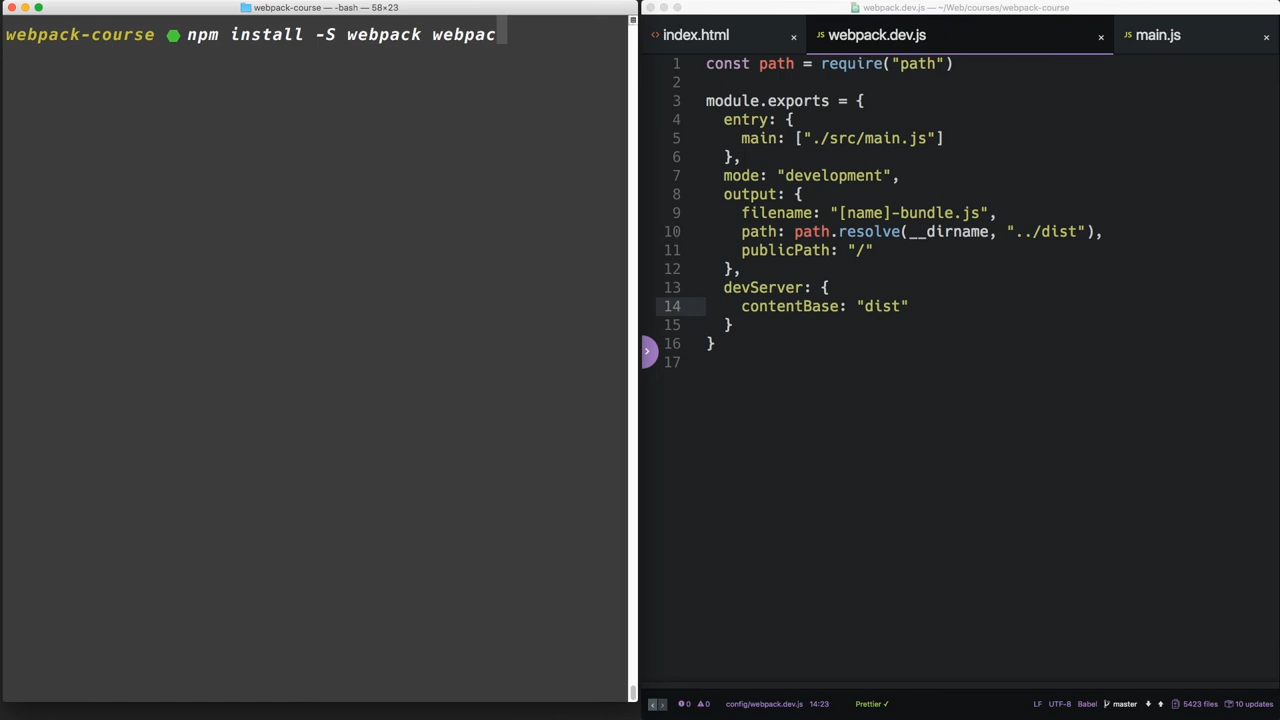 webpack-course — -bash — 58×23
webpack-course npm install -S webpack webpac
webpack.dev.js — ~/Web/courses/webpack-course
index.html × JS webpack.dev.js × JS main.js ×
1 const path = require("path")
2
3 module.exports = {
4 entry: {
5 main: ["./src/main.js"]
6 },
7 mode: "development",
8 output: {
9 filename: "[name]-bundle.js",
10 path: path.resolve(__dirname, "../dist"),
11 publicPath: "/"
12 },
13 devServer: {
14 contentBase: "dist"
15 }
16 }
17
0 0 config/webpack.dev.js 14:23 Prettier ✓ LF UTF-8 Babel master 5423 files 10 updates